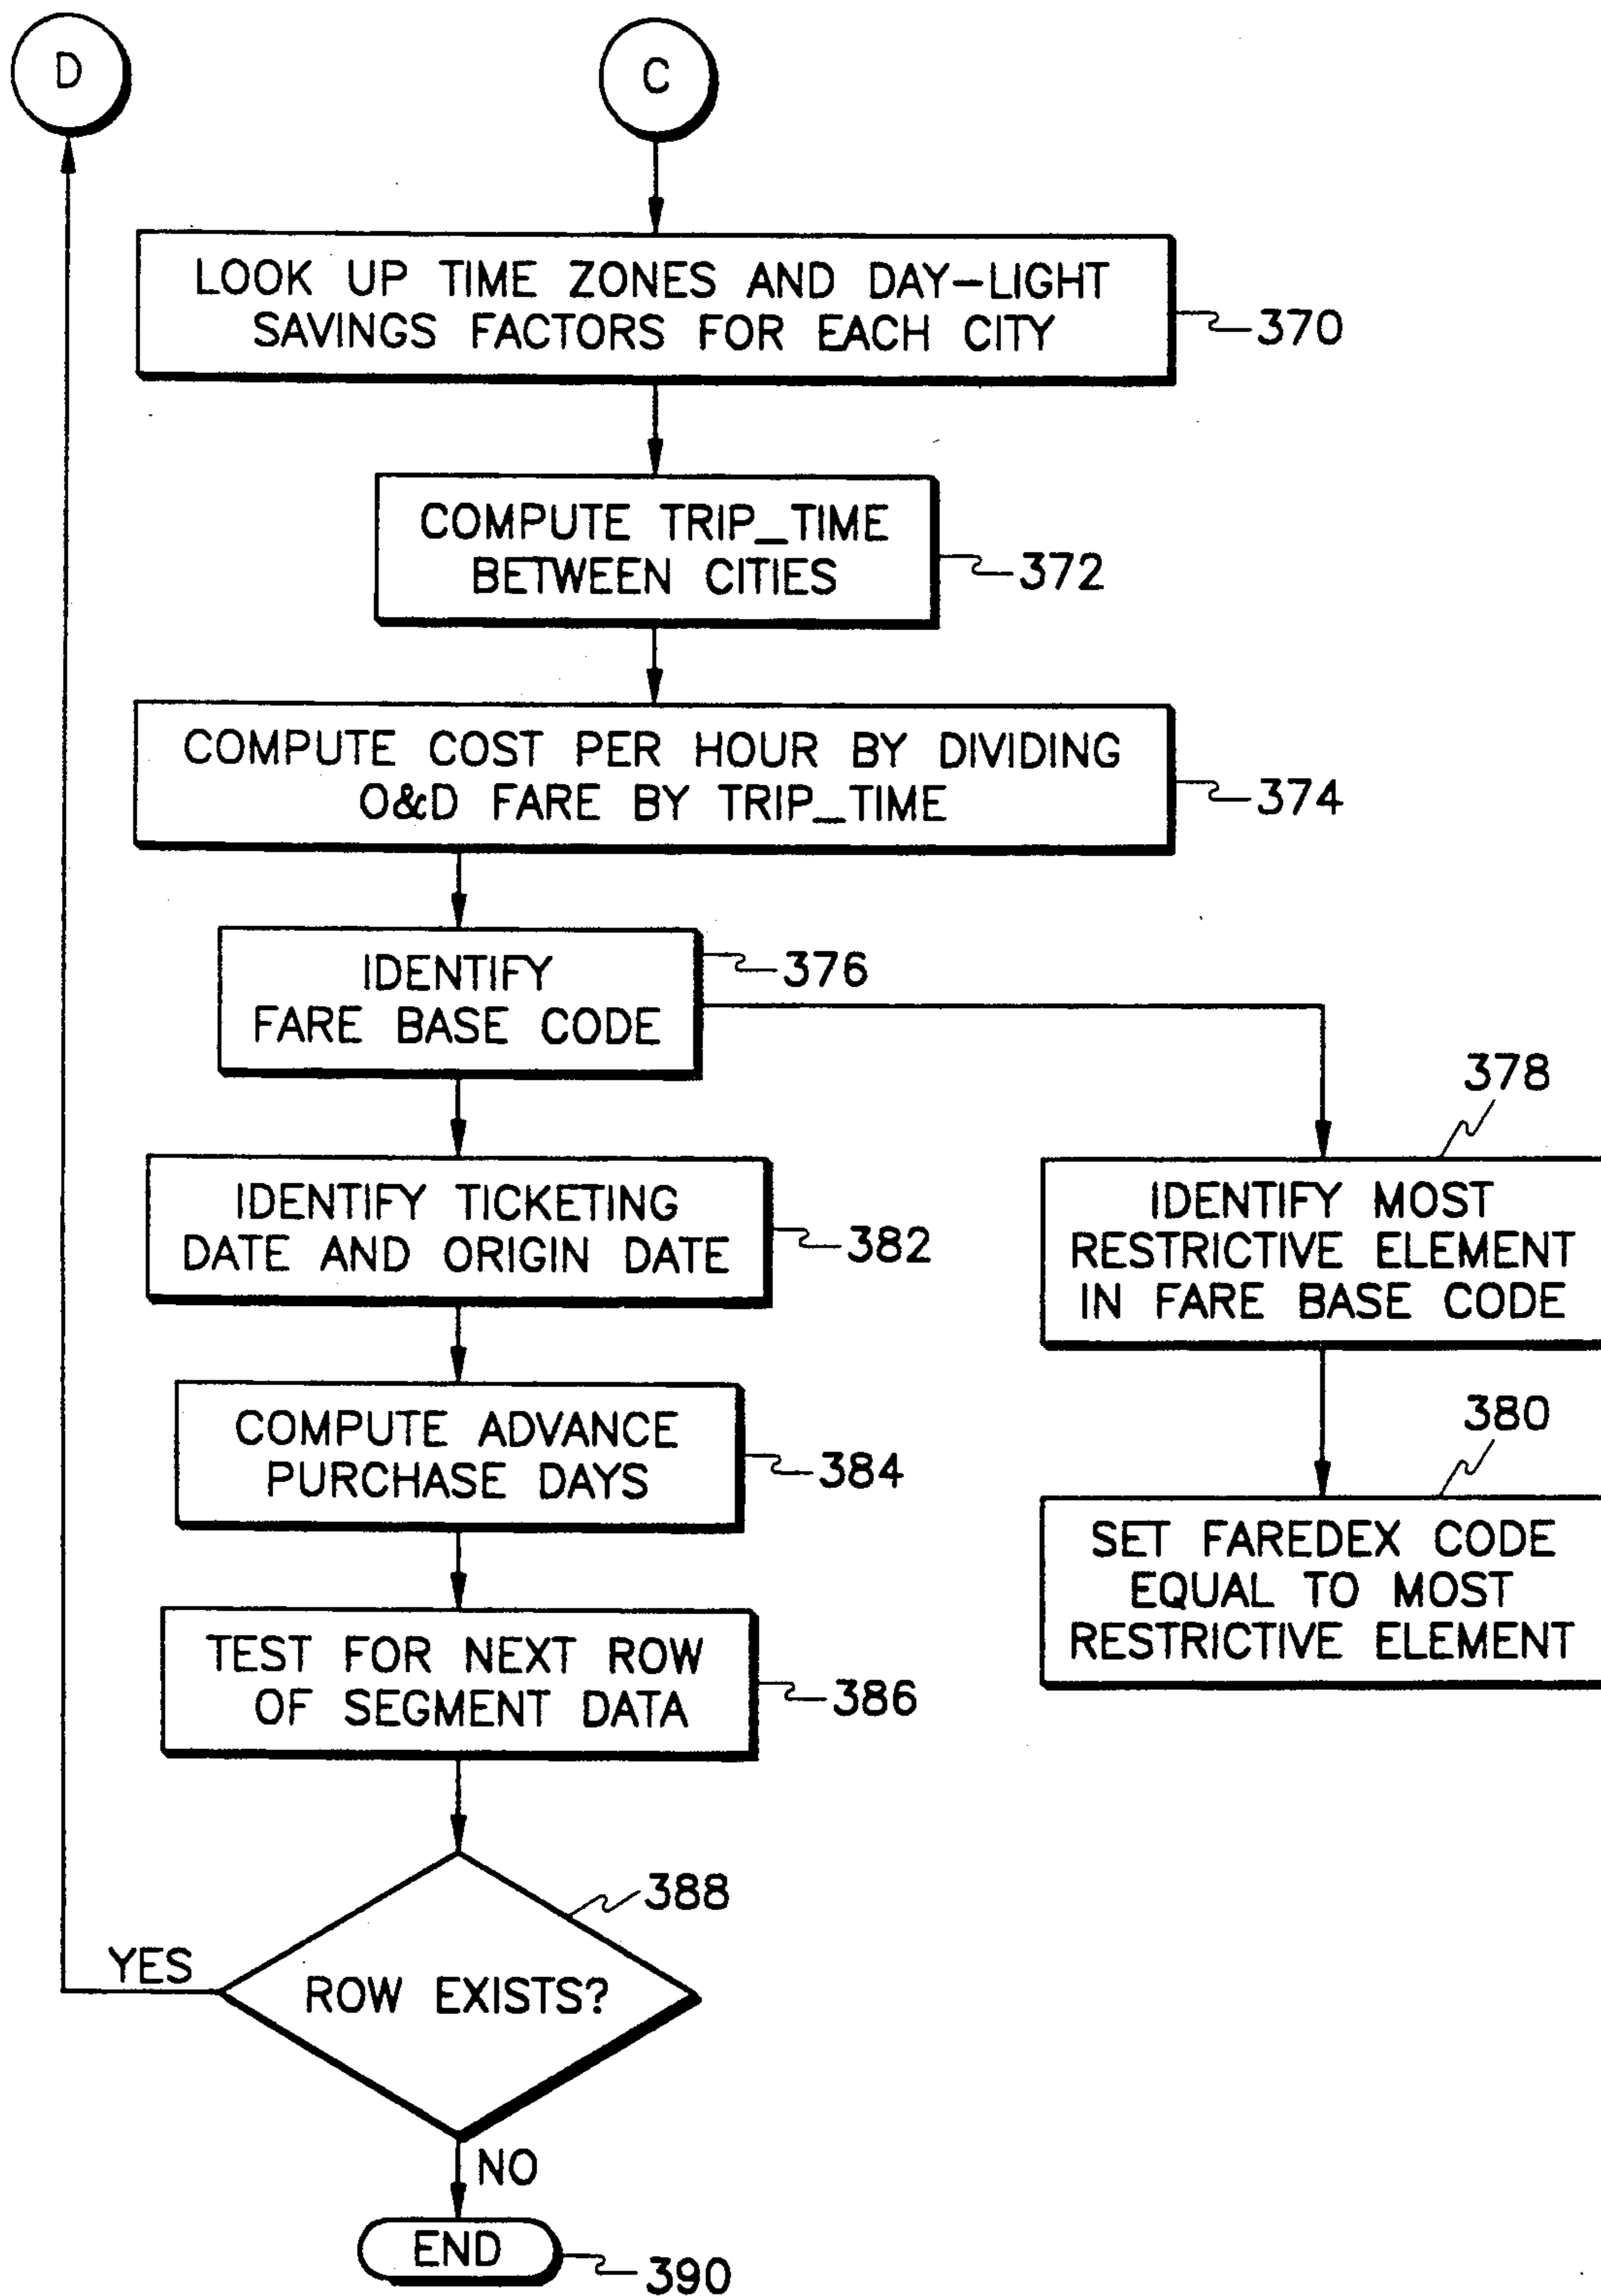 D
C
LOOK UP TIME ZONES AND DAY-LIGHT
SAVINGS FACTORS FOR EACH CITY
370
COMPUTE TRIP_TIME
BETWEEN CITIES
372
COMPUTE COST PER HOUR BY DIVIDING
O&D FARE BY TRIP_TIME
374
IDENTIFY
FARE BASE CODE
376
378
IDENTIFY MOST
RESTRICTIVE ELEMENT
IN FARE BASE CODE
380
SET FAREDEX CODE
EQUAL TO MOST
RESTRICTIVE ELEMENT
IDENTIFY TICKETING
DATE AND ORIGIN DATE
382
COMPUTE ADVANCE
PURCHASE DAYS
384
TEST FOR NEXT ROW
OF SEGMENT DATA
386
388
YES
ROW EXISTS?
NO
END
390